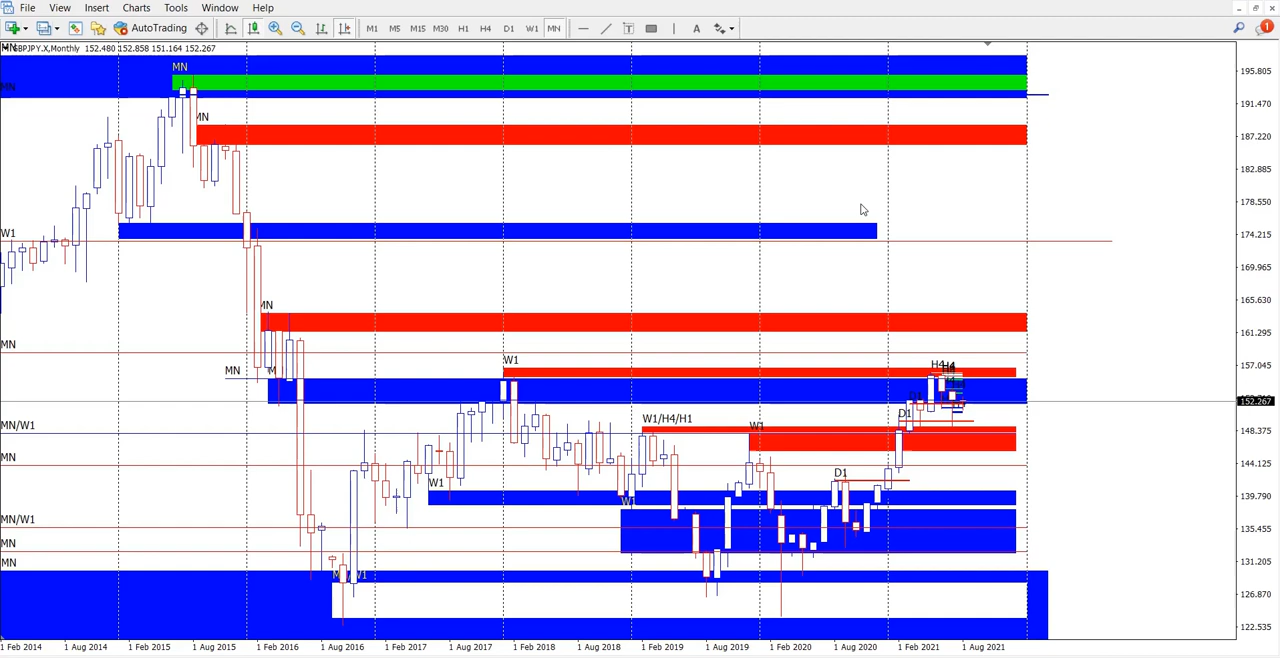 File View Insert Charts Tools Window Help
AutoTrading M1 M5 M15 M30 H1 H4 D1 W1 MN A 1
GBPJPY.X,Monthly 152.480 152.858 151.164 152.267
MN
MN
MN
W1
MN
MN
MN
W1
H4
W1/H4/H1
D1
MN/W1
W1
MN
D1
W1
W1
MN/W1
MN
MN
195.805
191.470
187.220
182.885
178.550
174.215
169.965
165.630
161.295
157.045
152.267
148.375
144.125
139.790
135.455
131.205
126.870
122.535
1 Feb 2014 1 Aug 2014 1 Feb 2015 1 Aug 2015 1 Feb 2016 1 Aug 2016 1 Feb 2017 1 Aug 2017 1 Feb 2018 1 Aug 2018 1 Feb 2019 1 Aug 2019 1 Feb 2020 1 Aug 2020 1 Feb 2021 1 Aug 2021